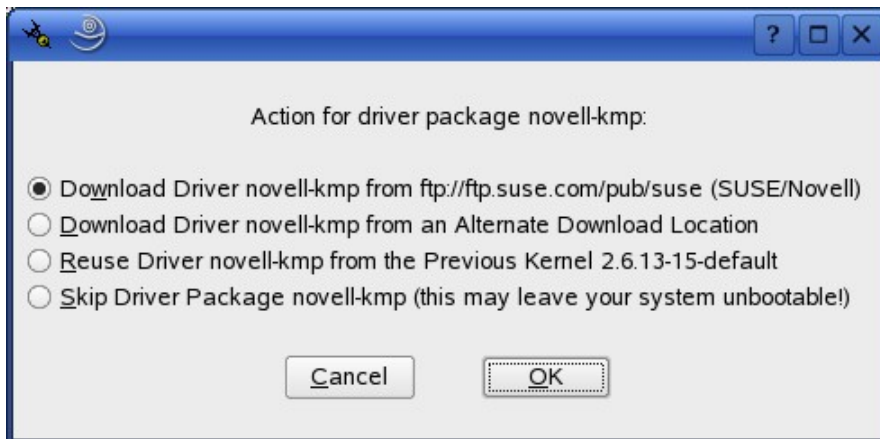 Action for driver package novell-kmp:
Download Driver novell-kmp from ftp://ftp.suse.com/pub/suse (SUSE/Novell)
Download Driver novell-kmp from an Alternate Download Location
Reuse Driver novell-kmp from the Previous Kernel 2.6.13-15-default
Skip Driver Package novell-kmp (this may leave your system unbootable!)
Cancel OK